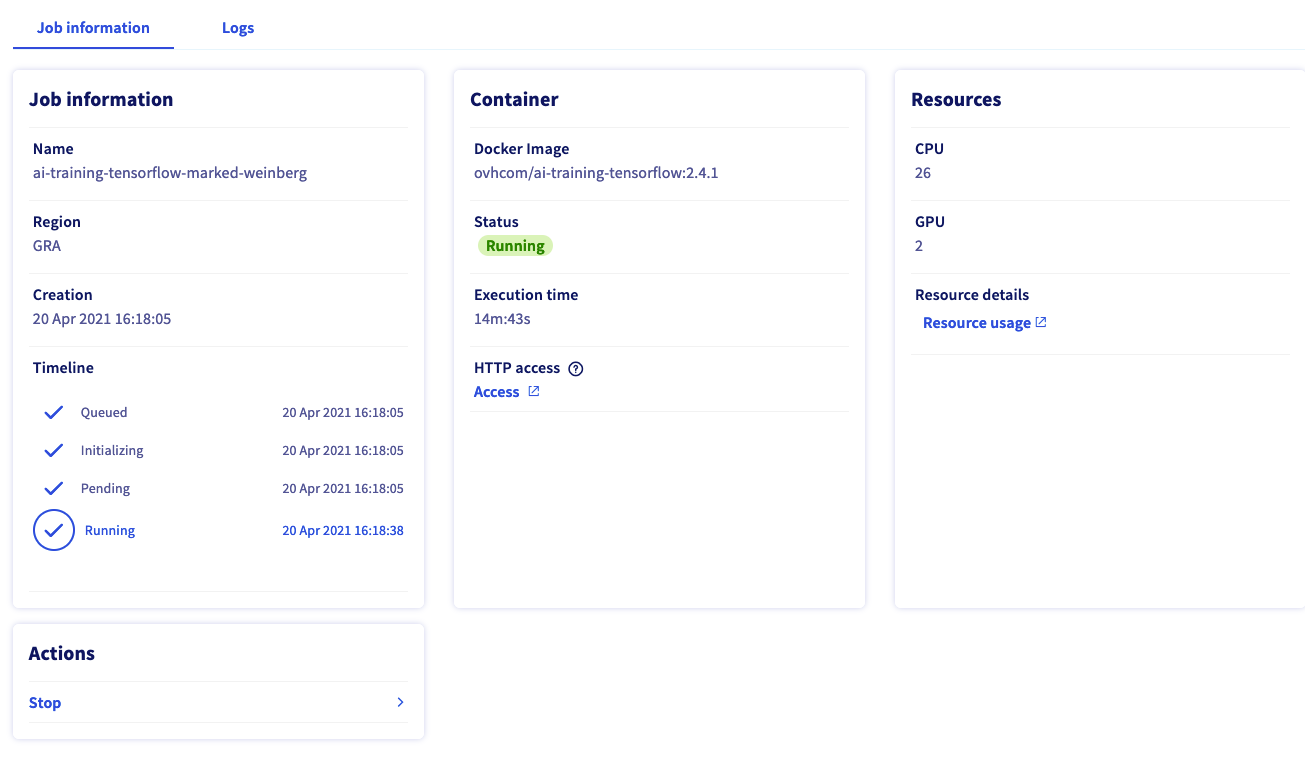 Job information
Logs
Job information
Name
ai-training-tensorflow-marked-weinberg
Region
GRA
Creation
20 Apr 2021 16:18:05
Timeline
Queued 20 Apr 2021 16:18:05
Initializing 20 Apr 2021 16:18:05
Pending 20 Apr 2021 16:18:05
Running 20 Apr 2021 16:18:38
Container
Docker Image
ovhcom/ai-training-tensorflow:2.4.1
Status
Running
Execution time
14m:43s
HTTP access ?
Access
Resources
CPU
26
GPU
2
Resource details
Resource usage
Actions
Stop